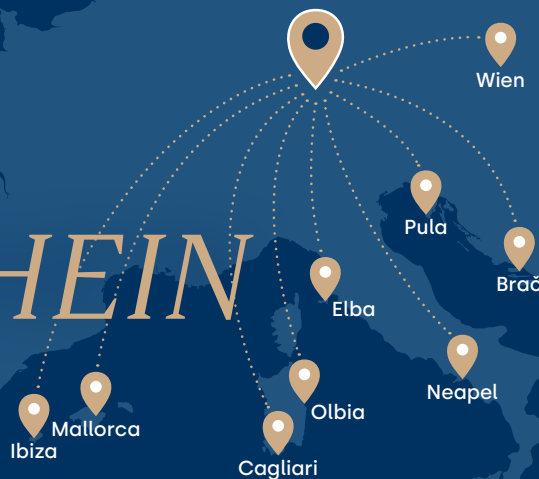 Wien
Pula
Brač
HEIN
Elba
Neapel
Olbia
Mallorca
Ibiza
Cagliari